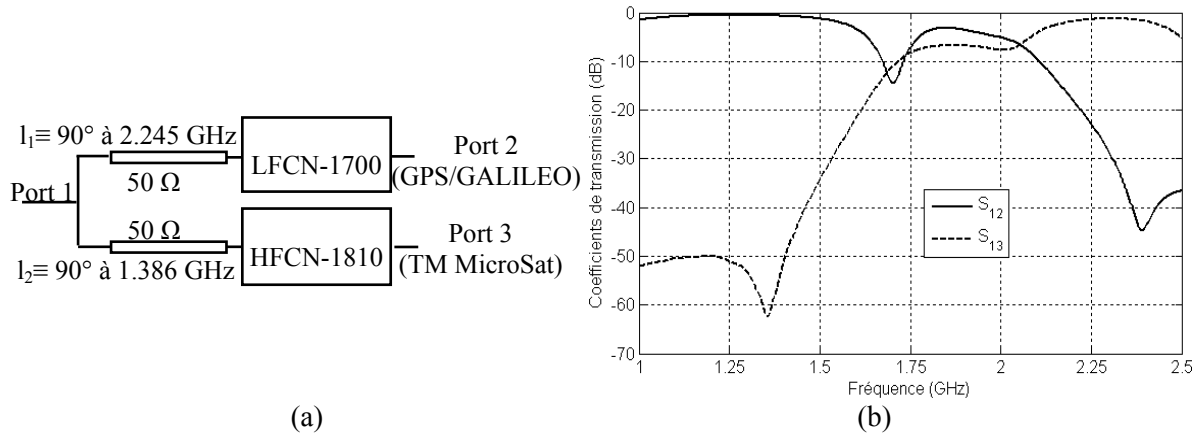 l₁≡ 90° à 2.245 GHz
50 Ω
LFCN-1700
Port 2
(GPS/GALILEO)
Port 1
50 Ω
l₂≡ 90° à 1.386 GHz
HFCN-1810
Port 3
(TM MicroSat)
(a)
Coefficients de transmission (dB)
0
-10
-20
-30
-40
-50
-60
-70
S₁₂
S₁₃
1
1.25
1.5
1.75
2
2.25
2.5
Fréquence (GHz)
(b)